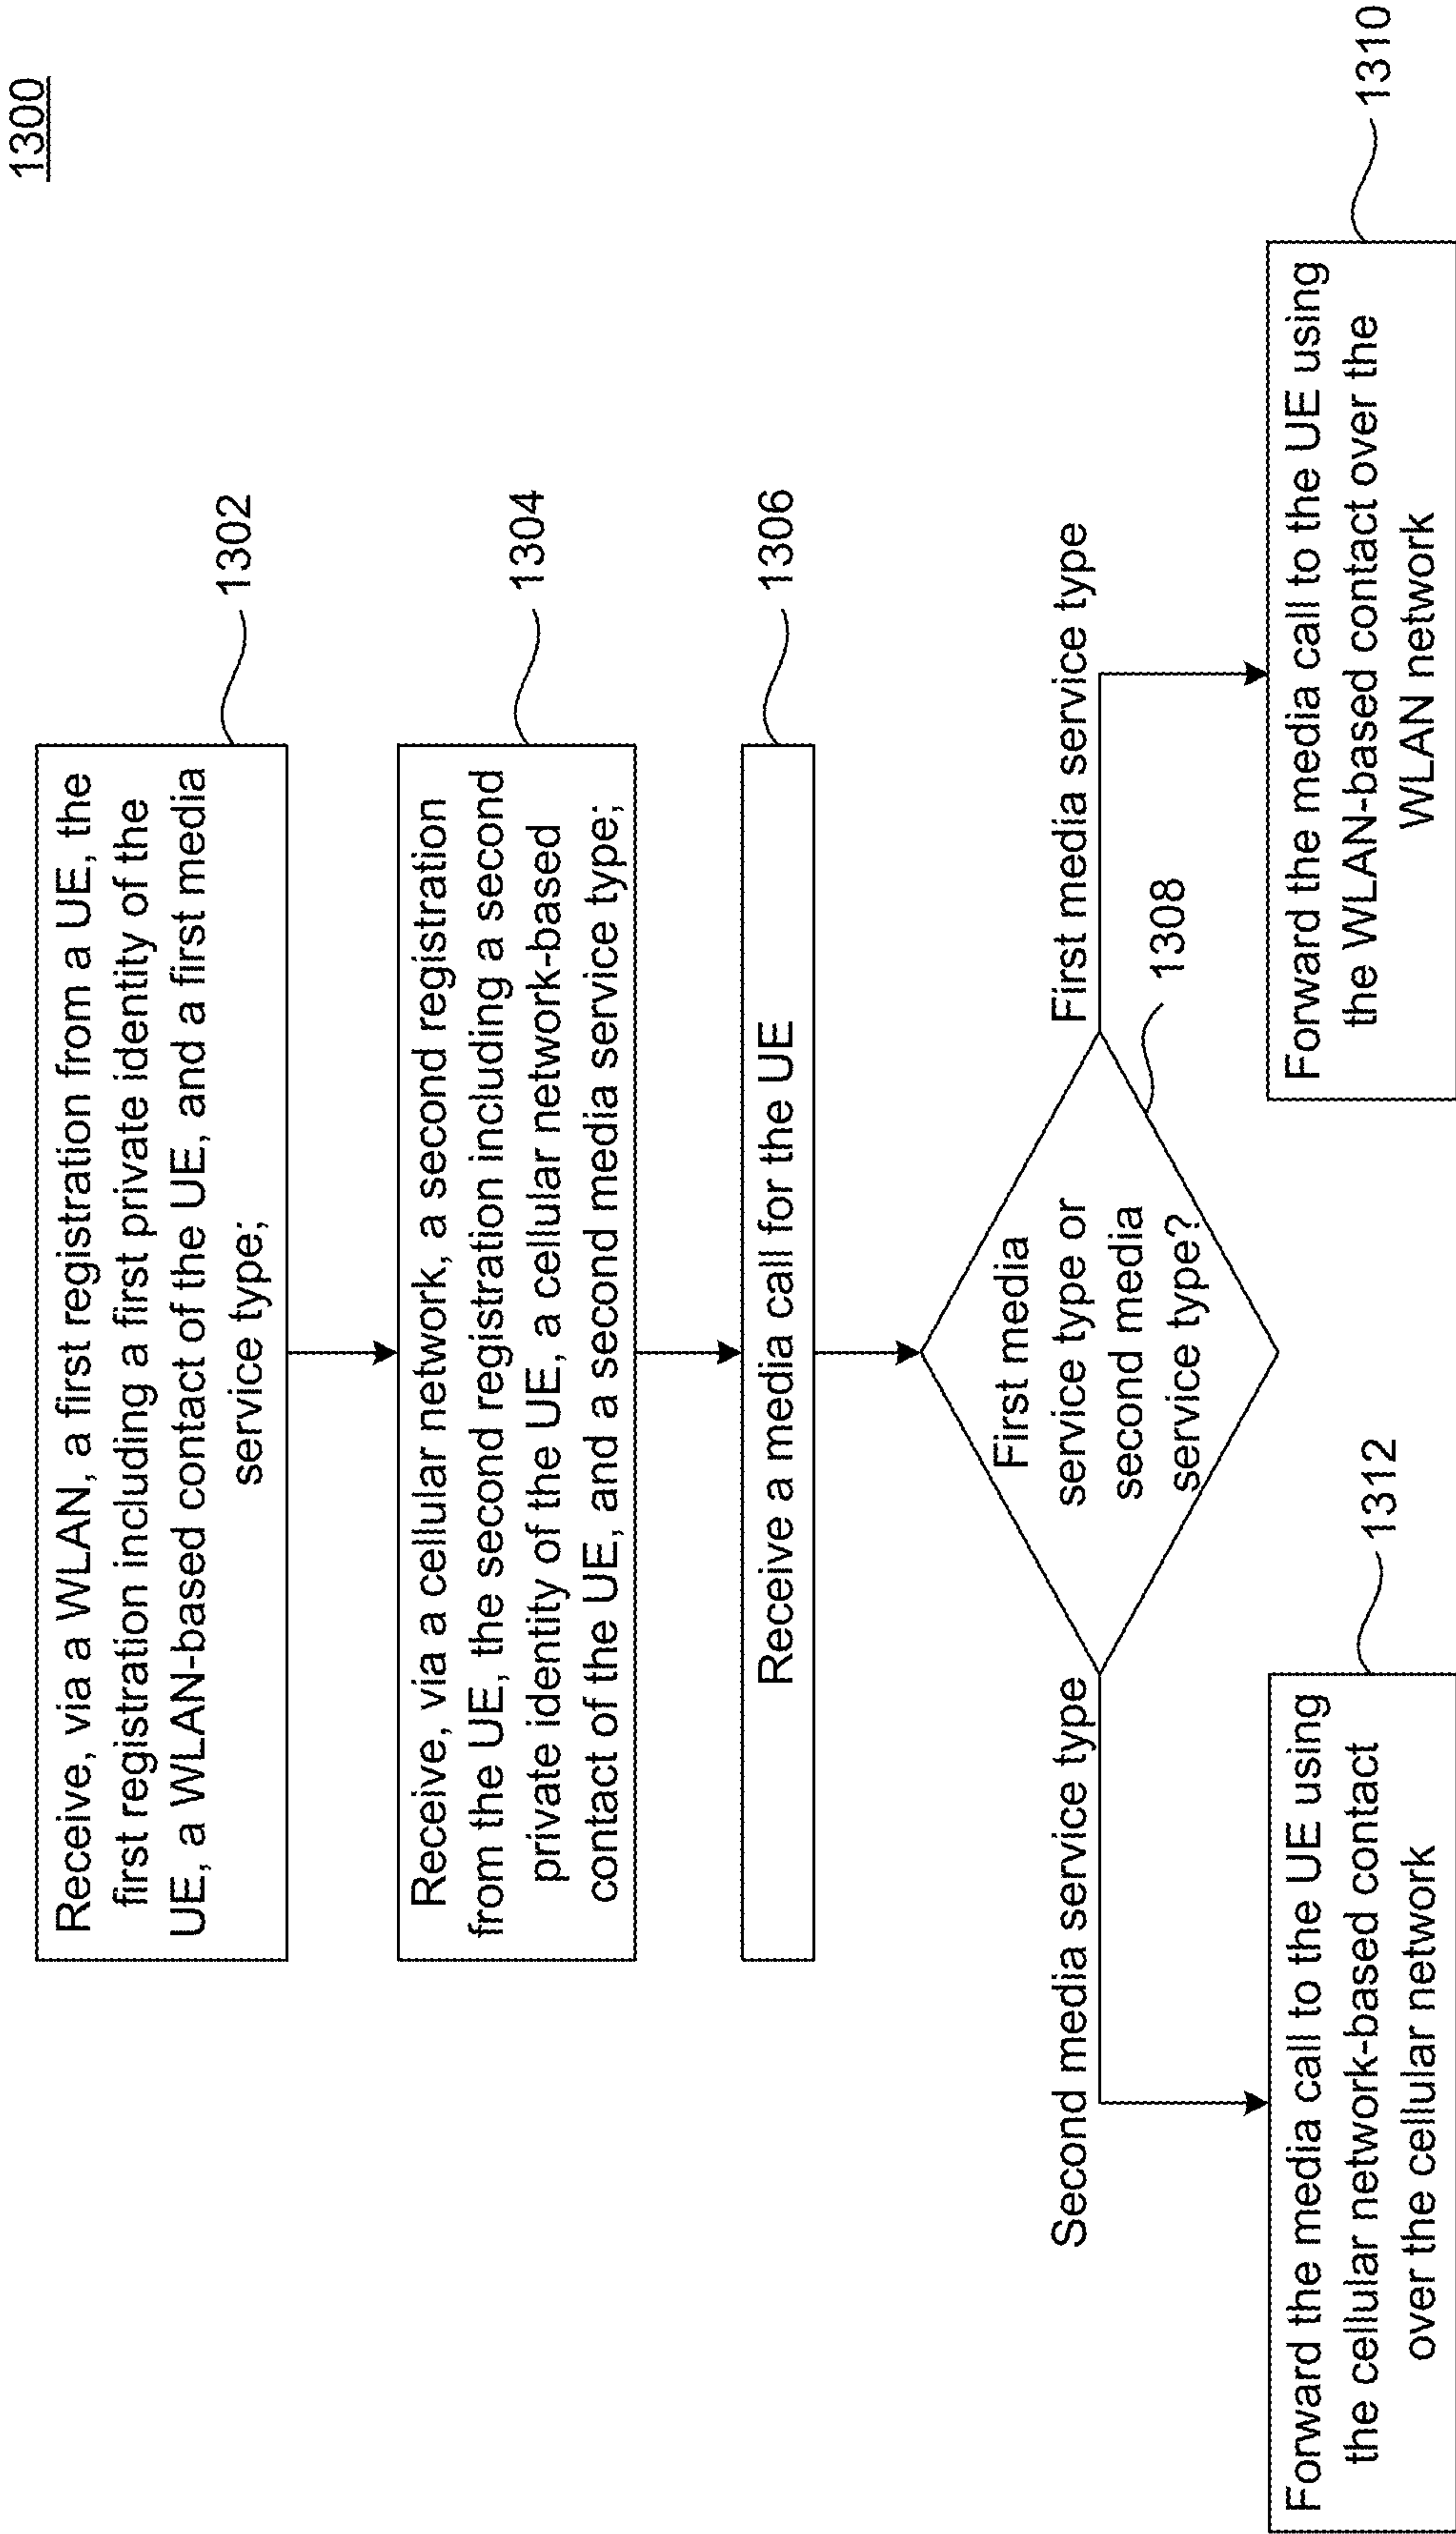 1300
Receive, via a WLAN, a first registration from a UE, the
first registration including a first private identity of the
UE, a WLAN-based contact of the UE, and a first media
service type;
1302
Receive, via a cellular network, a second registration
from the UE, the second registration including a second
private identity of the UE, a cellular network-based
contact of the UE, and a second media service type;
1304
Receive a media call for the UE
1306
First media
service type or
second media
service type?
1308
Second media service type
First media service type
Forward the media call to the UE using
the cellular network-based contact
over the cellular network
1312
Forward the media call to the UE using
the WLAN-based contact over the
WLAN network
1310